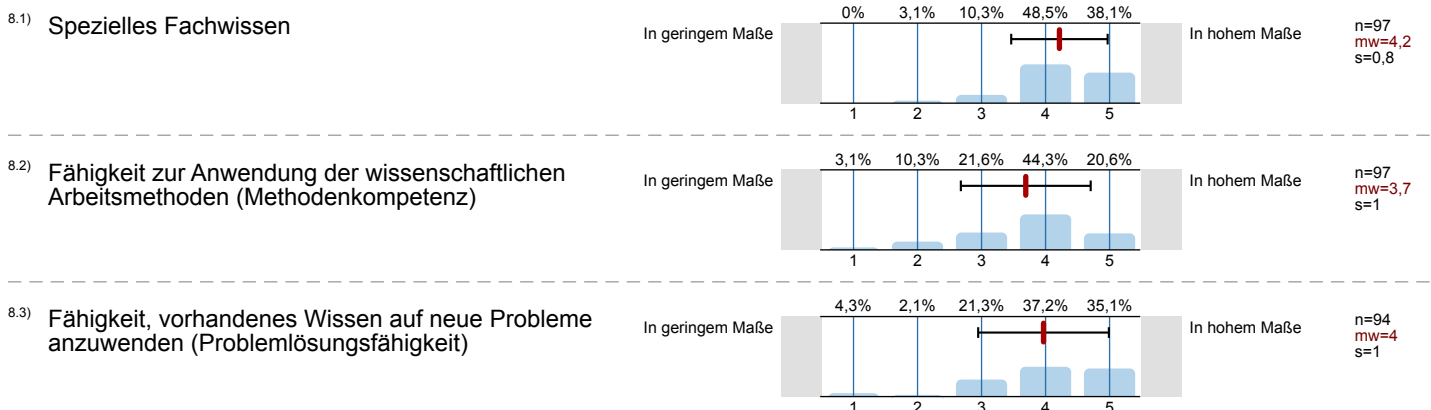 8.1) Spezielles Fachwissen
In geringem Maße
0% 3,1% 10,3% 48,5% 38,1%
1 2 3 4 5
In hohem Maße
n=97
mw=4,2
s=0,8
8.2) Fähigkeit zur Anwendung der wissenschaftlichen
Arbeitsmethoden (Methodenkompetenz)
In geringem Maße
3,1% 10,3% 21,6% 44,3% 20,6%
1 2 3 4 5
In hohem Maße
n=97
mw=3,7
s=1
8.3) Fähigkeit, vorhandenes Wissen auf neue Probleme
anzuwenden (Problemlösungsfähigkeit)
In geringem Maße
4,3% 2,1% 21,3% 37,2% 35,1%
1 2 3 4 5
In hohem Maße
n=94
mw=4
s=1